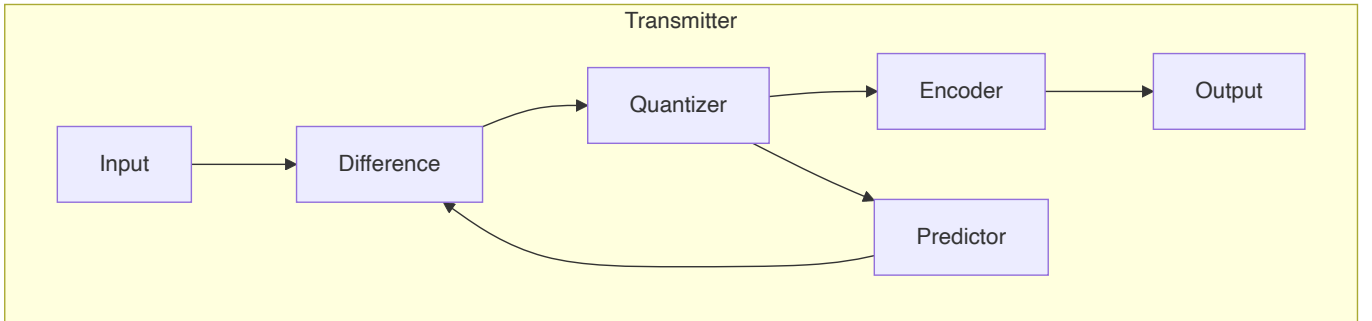 Transmitter
Input
Difference
Quantizer
Encoder
Output
Predictor